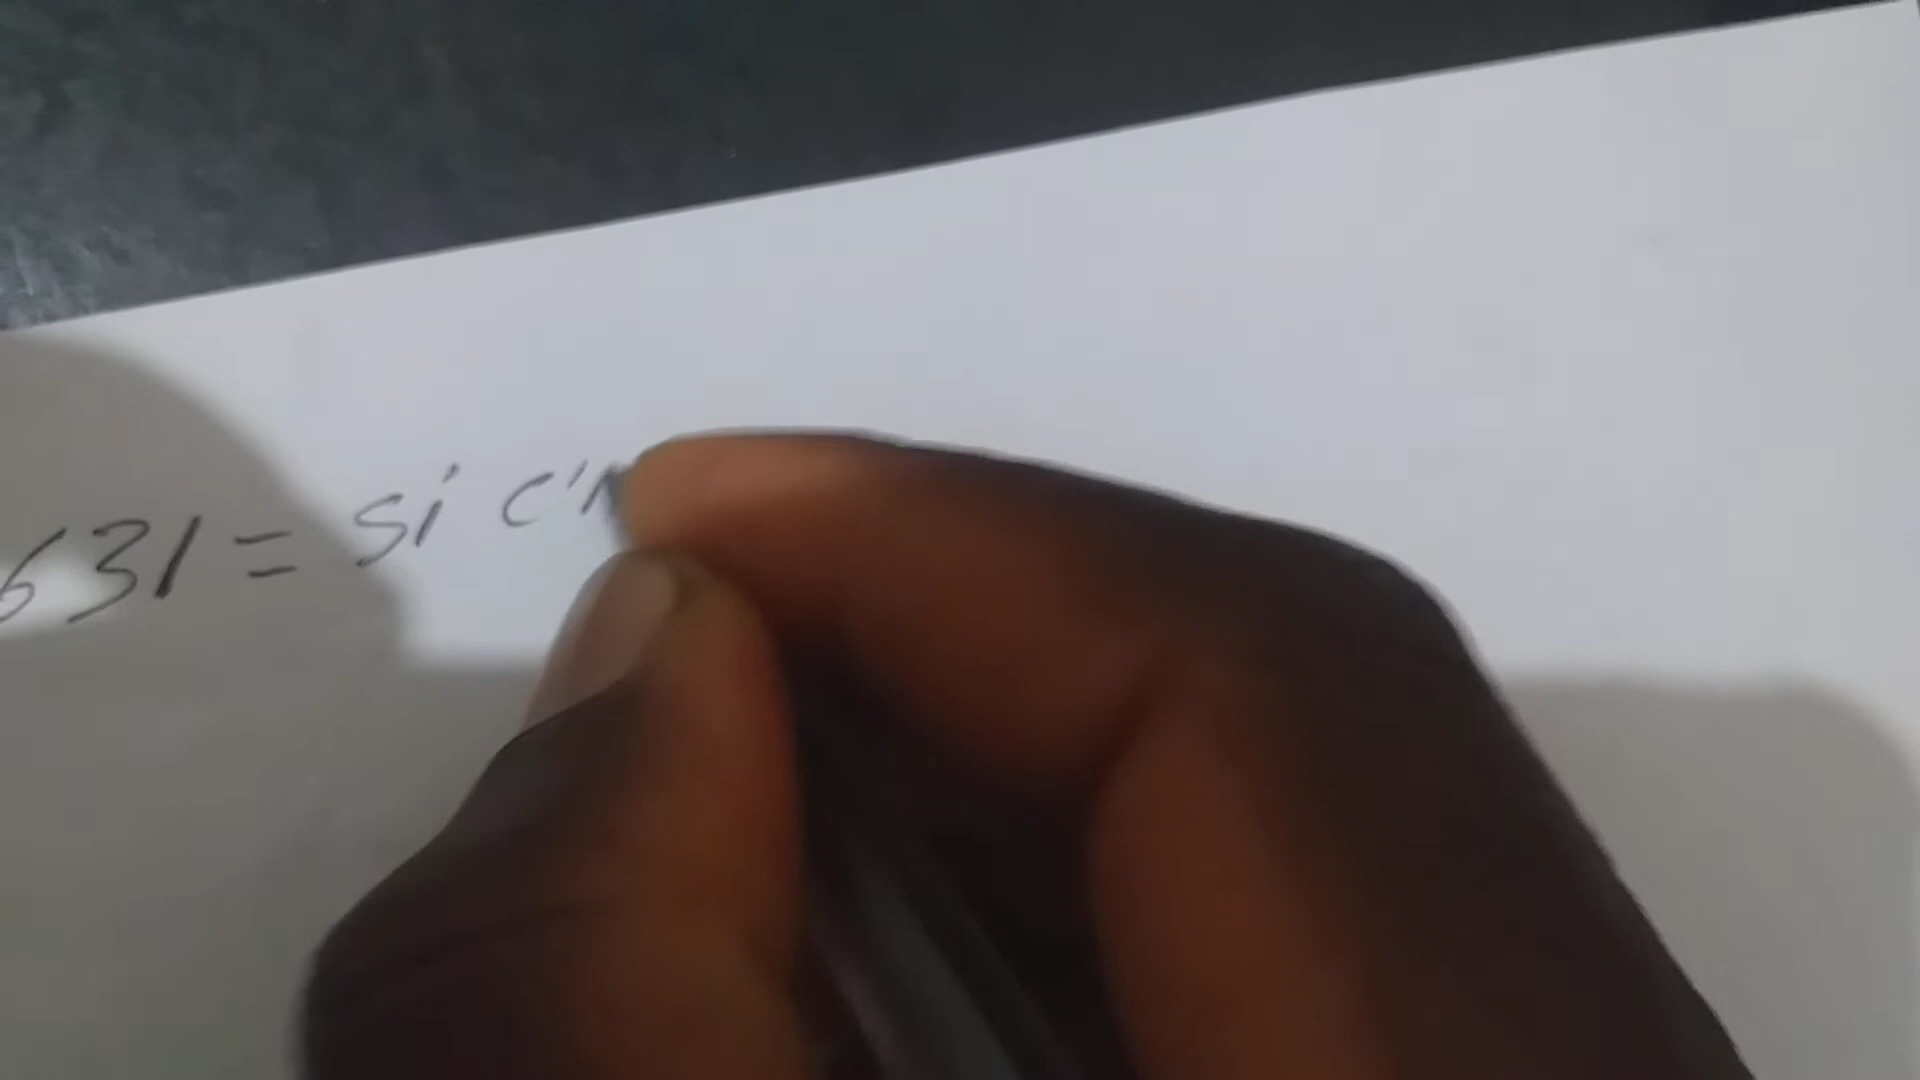 631 = si